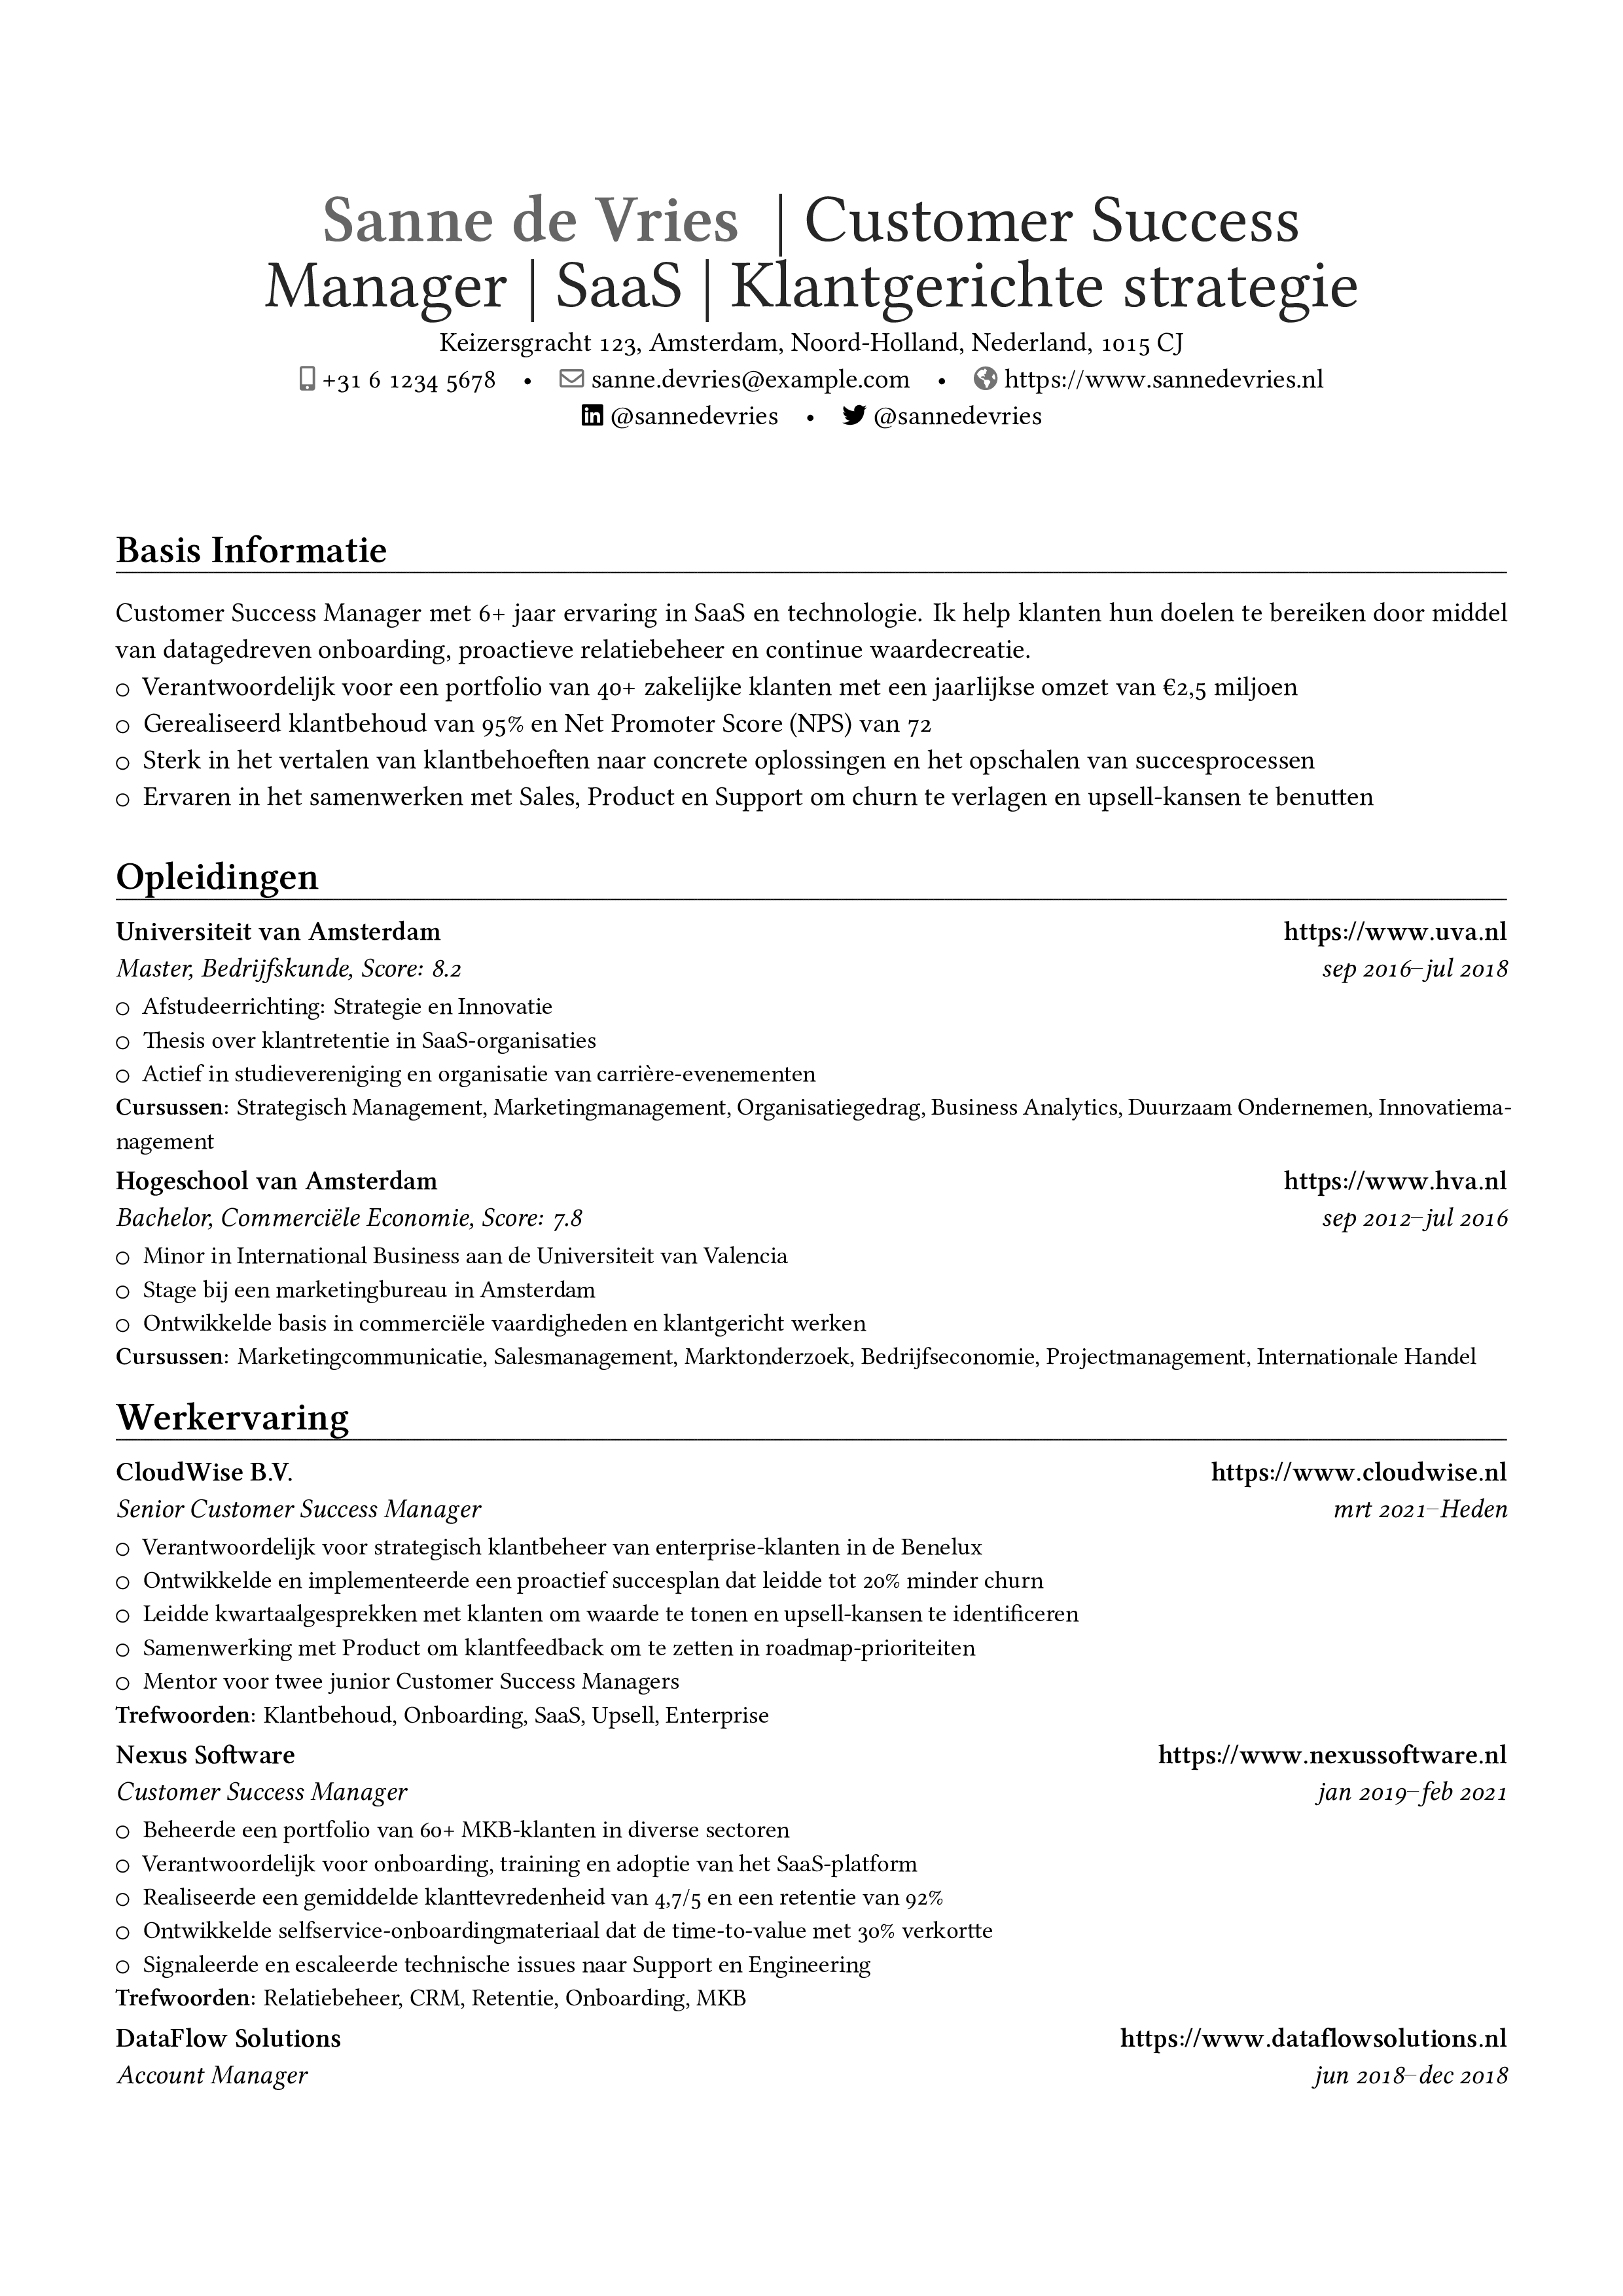 Sanne de Vries | Customer Success
Manager | SaaS | Klantgerichte strategie
Keizersgracht 123, Amsterdam, Noord-Holland, Nederland, 1015 CJ
+31 6 1234 5678 • sanne.devries@example.com • https://www.sannedevries.nl
@sannedevries • @sannedevries
Basis Informatie
Customer Success Manager met 6+ jaar ervaring in SaaS en technologie. Ik help klanten hun doelen te bereiken door middel
van datagedreven onboarding, proactieve relatiebeheer en continue waardecreatie.
○ Verantwoordelijk voor een portfolio van 40+ zakelijke klanten met een jaarlijkse omzet van €2,5 miljoen
○ Gerealiseerd klantbehoud van 95% en Net Promoter Score (NPS) van 72
○ Sterk in het vertalen van klantbehoeften naar concrete oplossingen en het opschalen van succesprocessen
○ Ervaren in het samenwerken met Sales, Product en Support om churn te verlagen en upsell-kansen te benutten
Opleidingen
Universiteit van Amsterdam https://www.uva.nl
Master, Bedrijfskunde, Score: 8.2 sep 2016–jul 2018
○ Afstudeerrichting: Strategie en Innovatie
○ Thesis over klantretentie in SaaS-organisaties
○ Actief in studievereniging en organisatie van carrière-evenementen
Cursussen: Strategisch Management, Marketingmanagement, Organisatiegedrag, Business Analytics, Duurzaam Ondernemen, Innovatiema-
nagement
Hogeschool van Amsterdam https://www.hva.nl
Bachelor, Commerciële Economie, Score: 7.8 sep 2012–jul 2016
○ Minor in International Business aan de Universiteit van Valencia
○ Stage bij een marketingbureau in Amsterdam
○ Ontwikkelde basis in commerciële vaardigheden en klantgericht werken
Cursussen: Marketingcommunicatie, Salesmanagement, Marktonderzoek, Bedrijfseconomie, Projectmanagement, Internationale Handel
Werkervaring
CloudWise B.V. https://www.cloudwise.nl
Senior Customer Success Manager mrt 2021–Heden
○ Verantwoordelijk voor strategisch klantbeheer van enterprise-klanten in de Benelux
○ Ontwikkelde en implementeerde een proactief succesplan dat leidde tot 20% minder churn
○ Leidde kwartaalgesprekken met klanten om waarde te tonen en upsell-kansen te identificeren
○ Samenwerking met Product om klantfeedback om te zetten in roadmap-prioriteiten
○ Mentor voor twee junior Customer Success Managers
Trefwoorden: Klantbehoud, Onboarding, SaaS, Upsell, Enterprise
Nexus Software https://www.nexussoftware.nl
Customer Success Manager jan 2019–feb 2021
○ Beheerde een portfolio van 60+ MKB-klanten in diverse sectoren
○ Verantwoordelijk voor onboarding, training en adoptie van het SaaS-platform
○ Realiseerde een gemiddelde klanttevredenheid van 4,7/5 en een retentie van 92%
○ Ontwikkelde selfservice-onboardingmateriaal dat de time-to-value met 30% verkortte
○ Signaleerde en escaleerde technische issues naar Support en Engineering
Trefwoorden: Relatiebeheer, CRM, Retentie, Onboarding, MKB
DataFlow Solutions https://www.dataflowsolutions.nl
Account Manager jun 2018–dec 2018